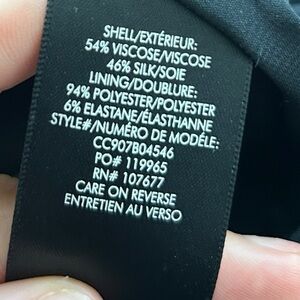 SHELL/EXTÉRIEUR:
54% VISCOSE/VISCOSE
46% SILK/SOIE
LINING/DOUBLURE:
94% POLYESTER/POLYESTER
6% ELASTANE/ÉLASTHANNE
STYLE#/NUMÉRO DE MODÉLE:
CC907B04546
PO# 119965
RN# 107677
CARE ON REVERSE
ENTRETIEN AU VERSO